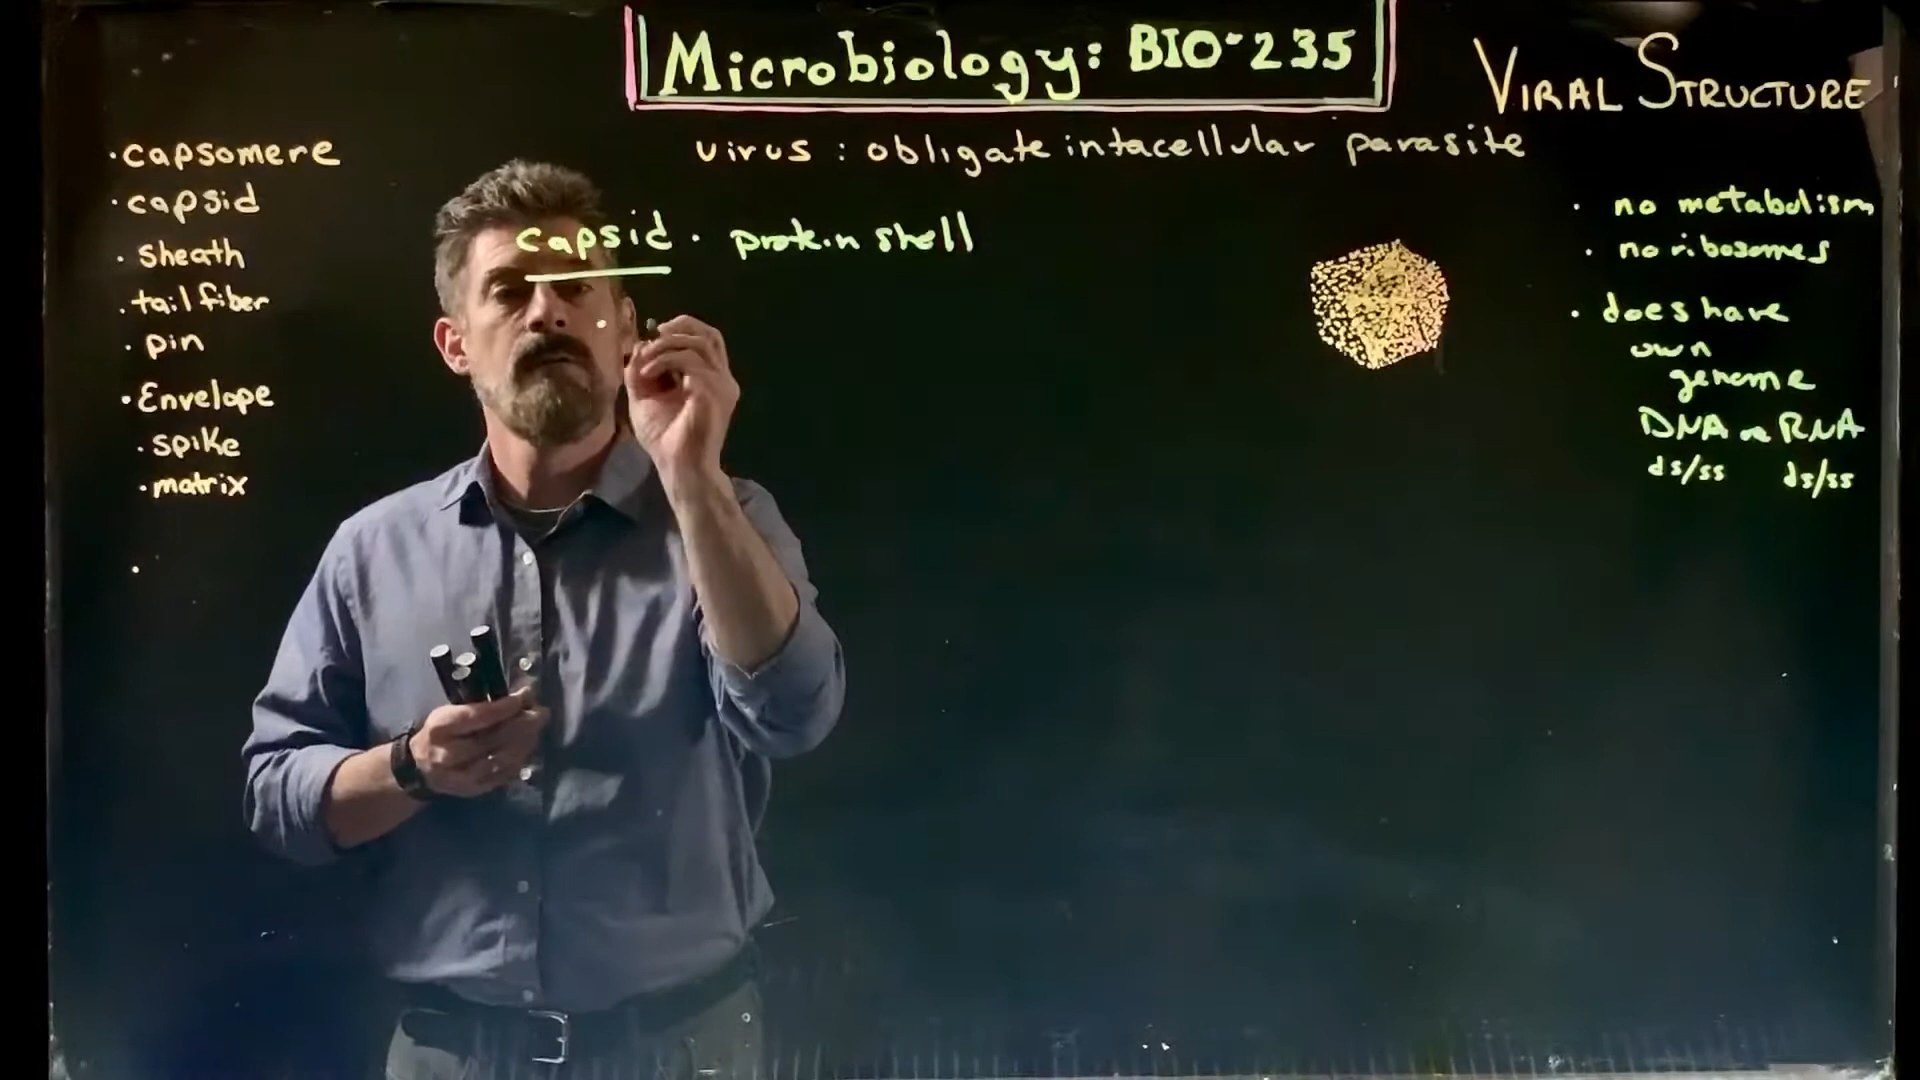 Microbiology: BIO-235
VIRAL STRUCTURE
virus : obligate intacellular parasite
• capsomere
• capsid
• sheath
• tail fiber
• pin
• Envelope
• spike
• matrix
•
capsid • protein shell
• no metabolism
• no ribosomes
• does have
own
genome
DNA or RNA
ds/ss ds/ss